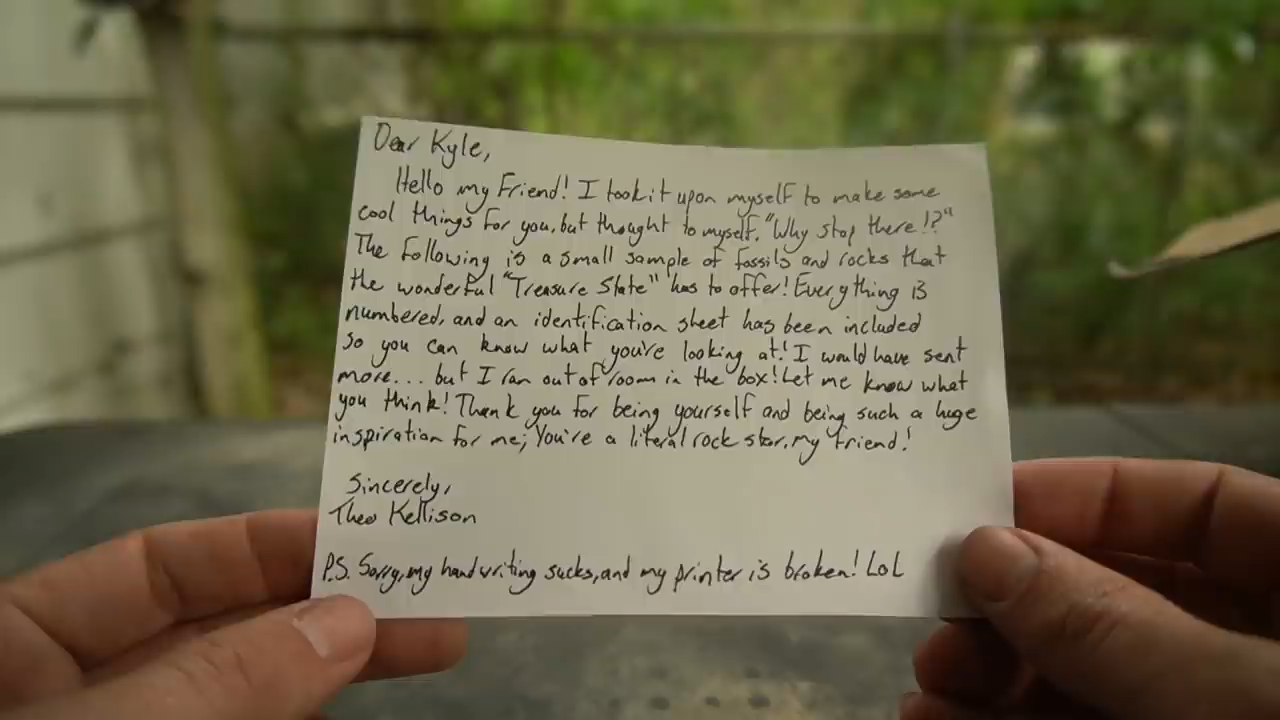 Dear Kyle,
Hello my Friend! I took it upon myself to make some
cool things for you, but thought to myself, "Why stop there!?"
The following is a small sample of fossils and rocks that
the wonderful "Treasure State" has to offer! Everything is
numbered, and an identification sheet has been included
so you can know what you're looking at! I would have sent
more... but I ran out of room in the box! Let me know what
you think! Thank you for being yourself and being such a huge
inspiration for me; You're a literal rock star, my friend!
Sincerely,
Theo Kellison
P.S. Sorry, my handwriting sucks, and my printer is broken! LoL